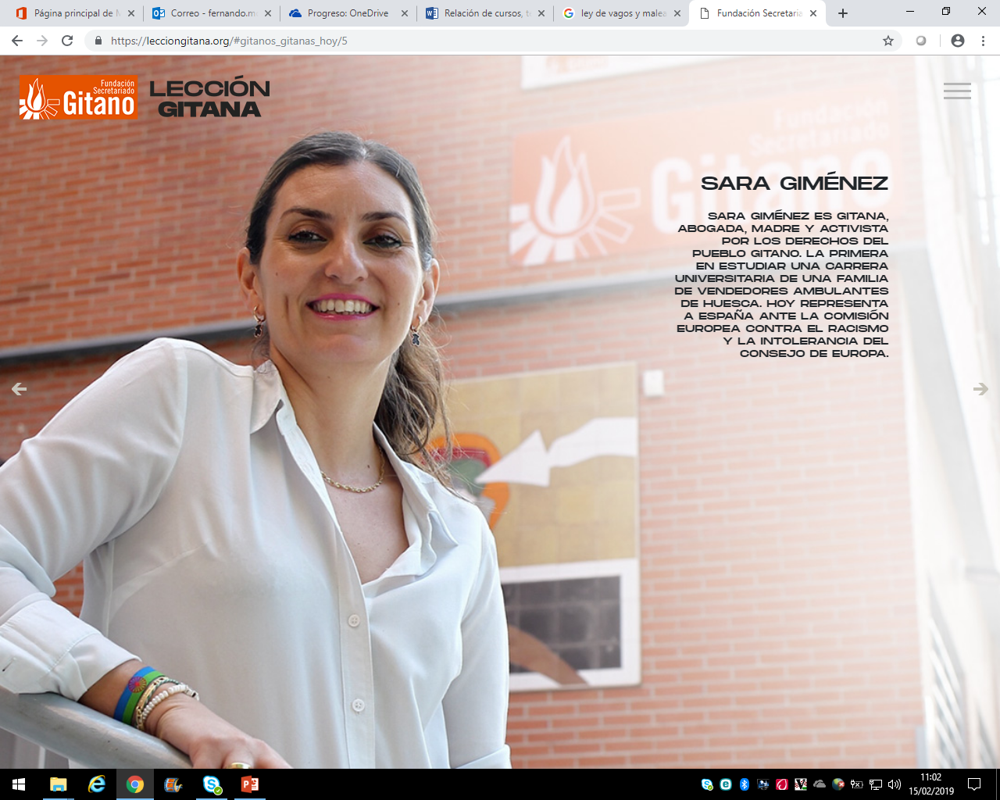 Página principal de M
Correo - fernando.m
Progreso: OneDrive
Relación de cursos, t
ley de vagos y malea
Fundación Secretaria
https://lecciongitana.org/#gitanos_gitanas_hoy/5
Fundación
Secretariado
Gitano
LECCIÓN
GITANA
Fundación
Secretariado
Gitano
SARA GIMÉNEZ
SARA GIMÉNEZ ES GITANA,
ABOGADA, MADRE Y ACTIVISTA
POR LOS DERECHOS DEL
PUEBLO GITANO. LA PRIMERA
EN ESTUDIAR UNA CARRERA
UNIVERSITARIA DE UNA FAMILIA
DE VENDEDORES AMBULANTES
DE HUESCA. HOY REPRESENTA
A ESPAÑA ANTE LA COMISIÓN
EUROPEA CONTRA EL RACISMO
Y LA INTOLERANCIA DEL
CONSEJO DE EUROPA.
11:02
15/02/2019